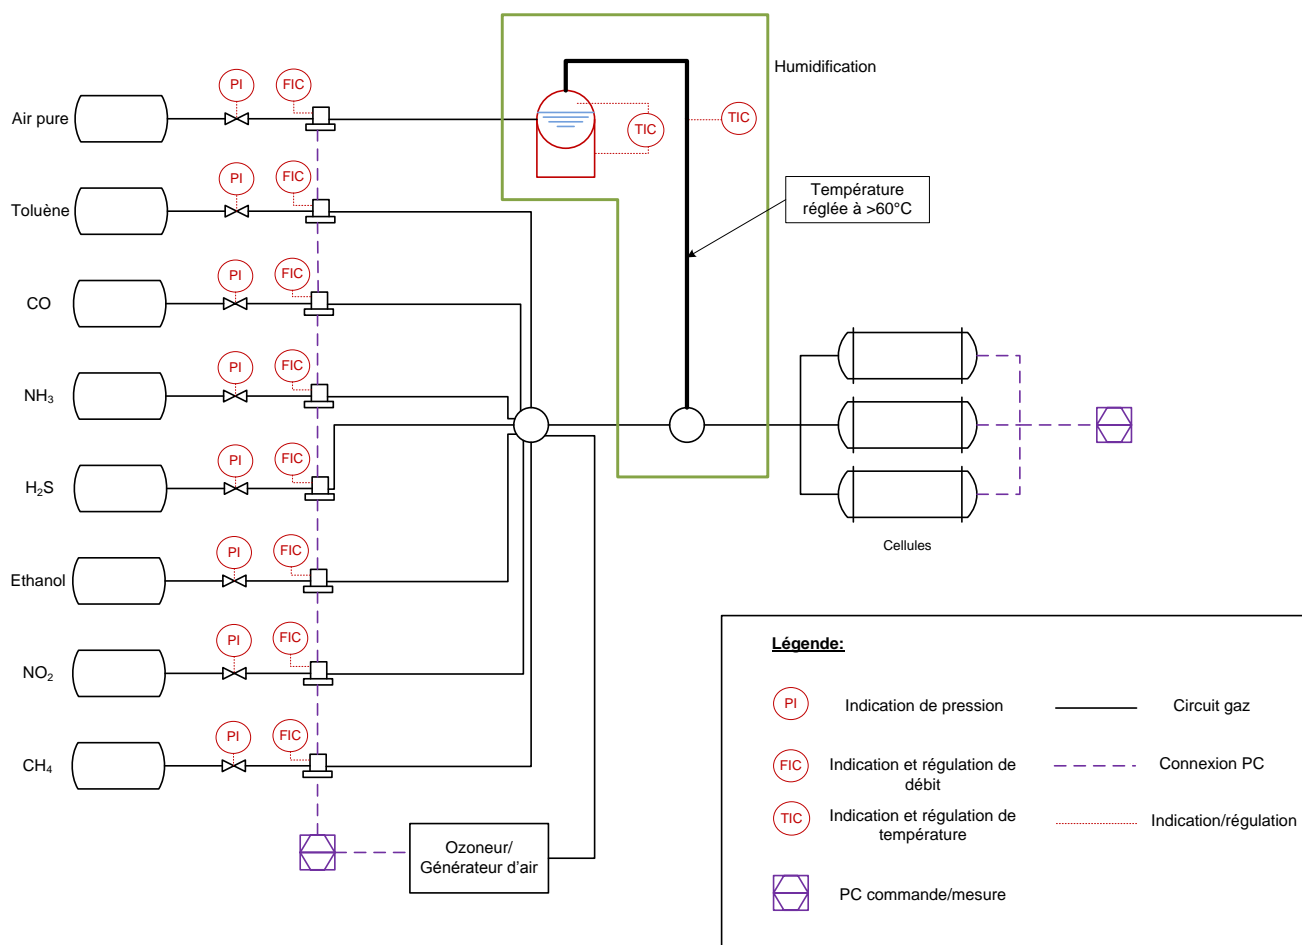 Humidification
PI
FIC
Air pure
TIC
TIC
PI
FIC
Toluène
Température
réglée à >60°C
PI
FIC
CO
PI
FIC
NH₃
PI
FIC
H₂S
Cellules
PI
FIC
Ethanol
PI
FIC
NO₂
PI
FIC
CH₄
Ozoneur/
Générateur d'air
Légende:
PI
Indication de pression
Circuit gaz
FIC
Indication et régulation de
débit
Connexion PC
TIC
Indication et régulation de
température
Indication/régulation
PC commande/mesure